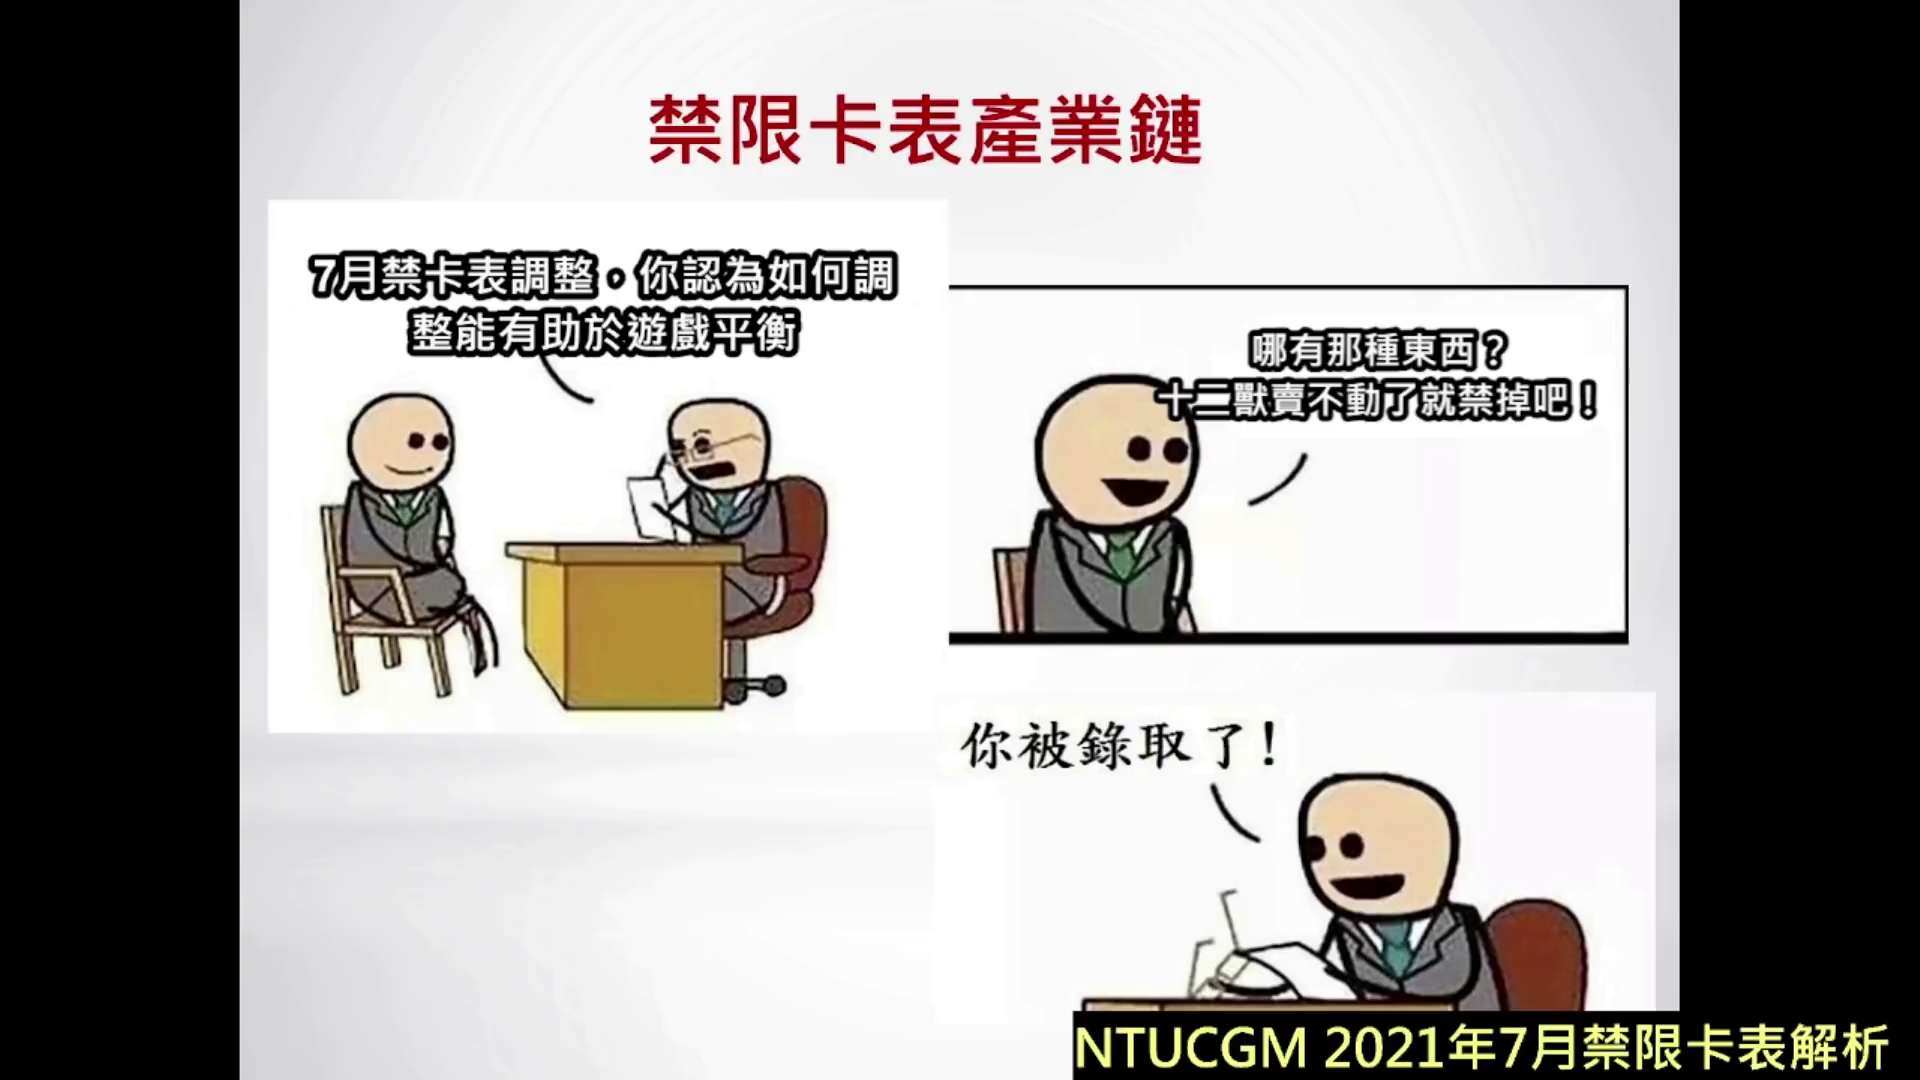 禁限卡表產業鏈
7月禁卡表調整，你認為如何調
整能有助於遊戲平衡
哪有那種東西？
十二獸賣不動了就禁掉吧！
你被錄取了！
NTUCGM 2021年7月禁限卡表解析